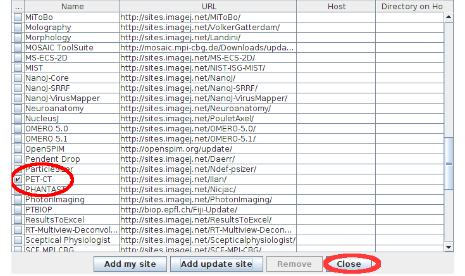 ... Name URL Host Directory on Ho
MiToBo http://sites.imagej.net/MiToBo/
Molography http://sites.imagej.net/VolkerGatterdam/
Morphology http://sites.imagej.net/Landini/
MOSAIC ToolSuite http://mosaic.mpi-cbg.de/Downloads/upda...
MS-ECS-2D http://sites.imagej.net/MS-ECS-2D/
MIST http://sites.imagej.net/NIST-ISG-MIST/
NanoJ-Core http://sites.imagej.net/NanoJ/
NanoJ-SRRF http://sites.imagej.net/NanoJ-SRRF/
NanoJ-VirusMapper http://sites.imagej.net/NanoJ-VirusMapper/
Neuroanatomy http://sites.imagej.net/Neuroanatomy/
NucleusJ http://sites.imagej.net/PouletAxel/
OMERO 5.0 http://sites.imagej.net/OMERO-5.0/
OMERO 5.1 http://sites.imagej.net/OMERO-5.1/
OpenSPIM http://openspim.org/update/
Pendent Drop http://sites.imagej.net/Daerr/
http://sites.imagej.net/Ndef-psizer/
PET-CT http://sites.imagej.net/Ilan/
PHANTAST http://sites.imagej.net/Nicjac/
PhotonImaging http://sites.imagej.net/PhotonImaging/
PTBIOP http://biop.epfl.ch/Fiji-Update/
ResultsToExcel http://sites.imagej.net/ResultsToExcel/
RT-Multiview-Deconvol... http://sites.imagej.net/RT-Multiview-Decon...
Sceptical Physiologist http://sites.imagej.net/Scepticalphysiologist/
SCF MPI CBG http://sites.imagej.net/SCF-MPI-CBG/
Add my site Add update site Remove Close